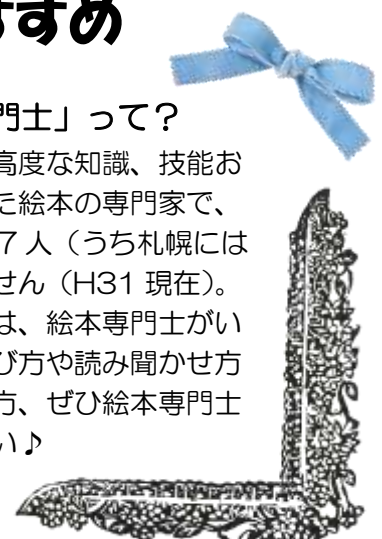 すすめ
門士」って？
高度な知識、技能お
た絵本の専門家で、
7人（うち札幌には
せん（H31 現在）。
は、絵本専門士がい
び方や読み聞かせ方
方、ぜひ絵本専門士
い♪